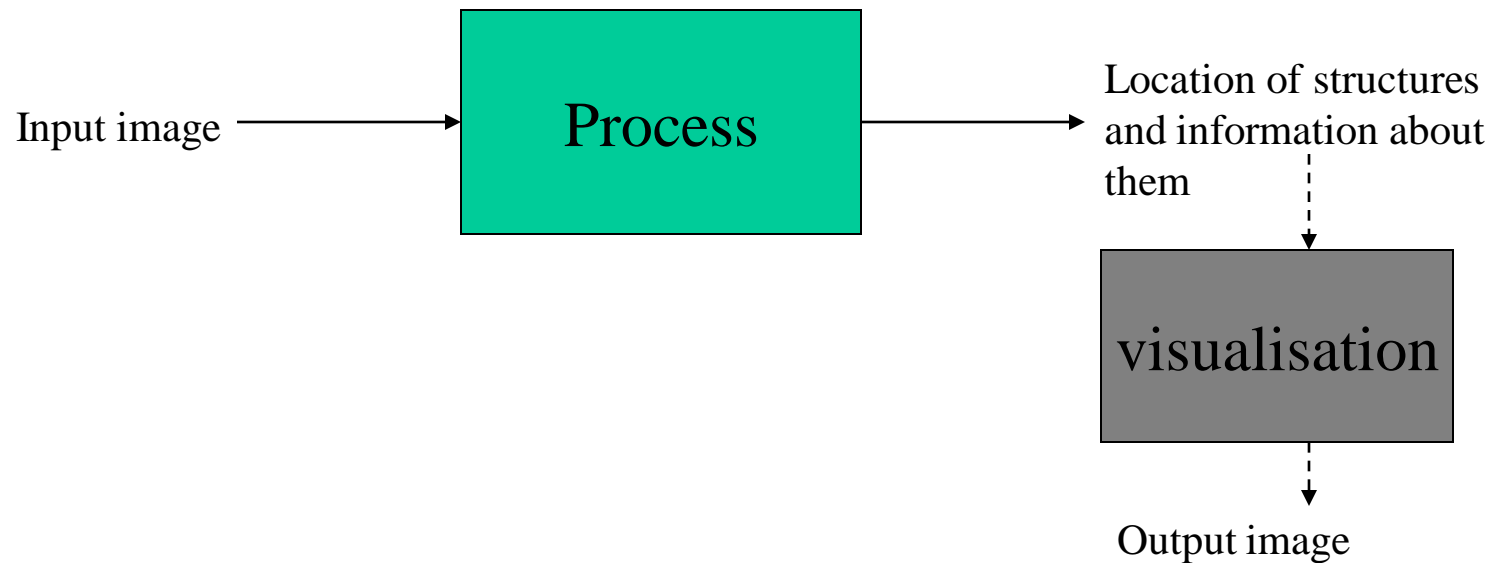 Input image
Process
Location of structures
and information about
them
visualisation
Output image